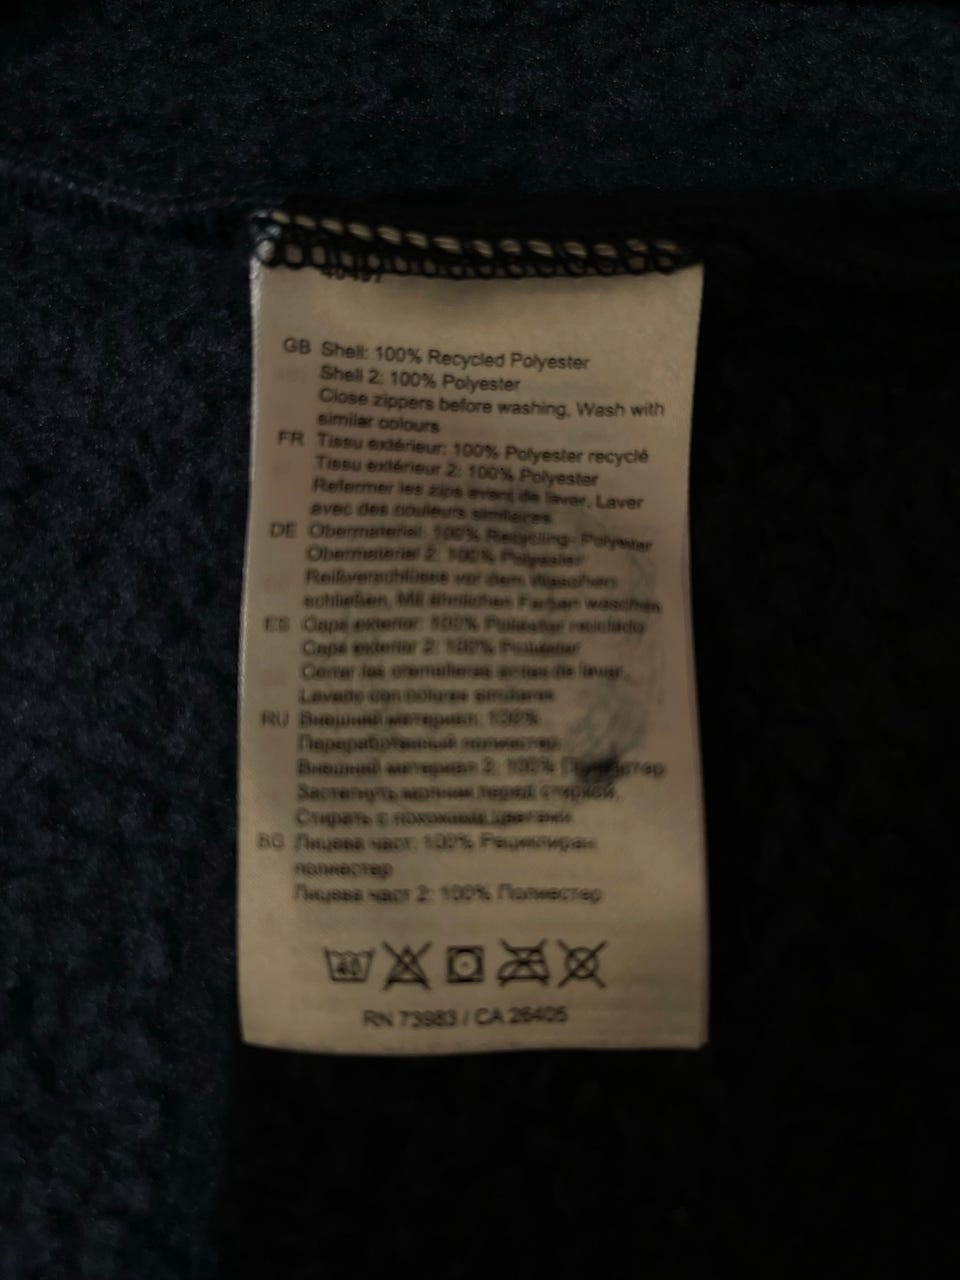 GB Shell: 100% Recycled Polyester
Shell 2: 100% Polyester
Close zippers before washing, Wash with
similar colours
FR Tissu extérieur: 100% Polyester recyclé
Tissu extérieur 2: 100% Polyester
Refermer les zips avant de laver, Laver
avec des couleurs similaires
DE Obermaterial: 100% Recycling- Polyester
Obermaterial 2: 100% Polyester
Reißverschlüsse vor dem Waschen
schließen, Mit ähnlichen Farben waschen
ES Capa exterior: 100% Poliéster reciclado
Capa exterior 2: 100% Poliéster
Cerrar las cremalleras antes de lavar,
Lavado con colores similares
RU Внешний материал: 100%
Переработанный полиестер
Внешний материал 2: 100% Полиестер
Застегнуть молнии перед стиркой,
Стирать с похожими цветами
BG Лицева част: 100% Рециклиран
полиестер
Лицева част 2: 100% Полиестер
40
RN 73983 / CA 26405